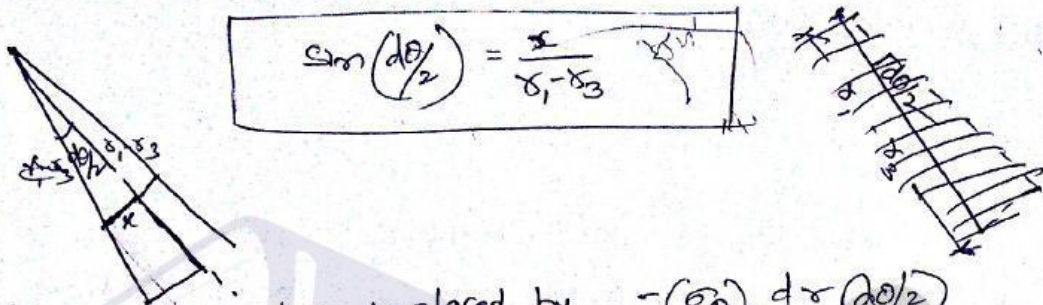 sin(dθ/2) = x / (r₁ - r₃)
dθ/2 r₁ - r₃
x
dθ/2
r₁
r₃
replaced by -(σθ) dr (dθ/2)